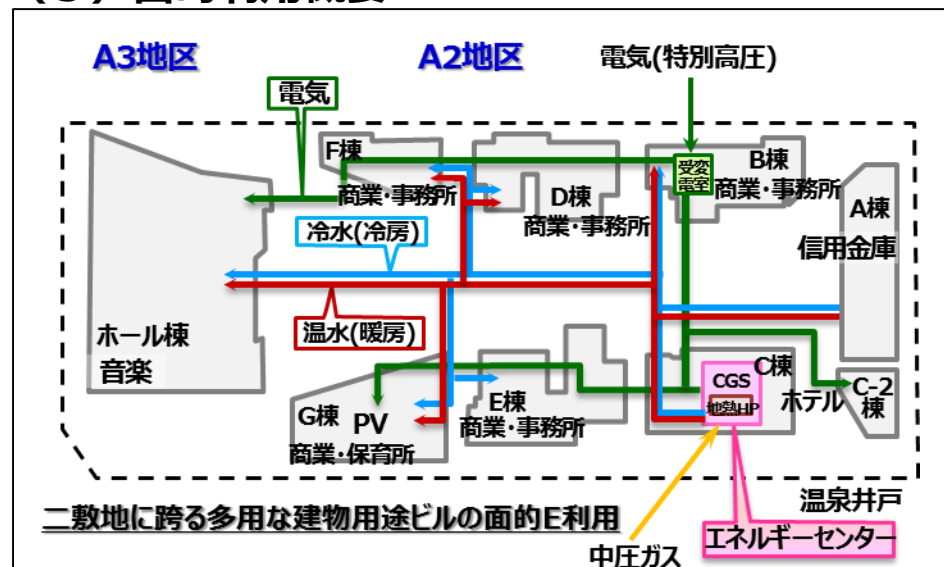 A3地区
A2地区
電気(特別高圧)
電気
F棟
商業・事務所
D棟
商業・事務所
受変
電室
B棟
商業・事務所
A棟
信用金庫
冷水(冷房)
温水(暖房)
ホール棟
音楽
G棟
PV
商業・保育所
E棟
商業・事務所
C棟
CGS
地熱HP
ホテル
C-2
棟
温泉井戸
二敷地に跨る多用な建物用途ビルの面的E利用
エネルギーセンター
中圧ガス